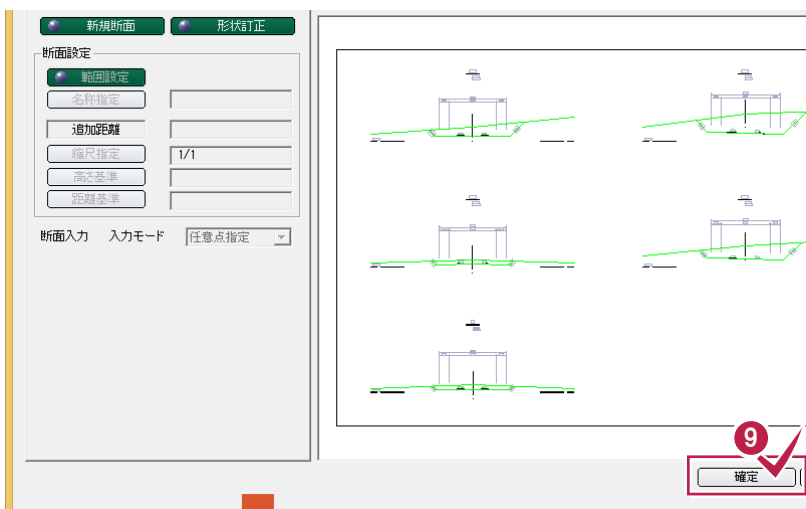 新規断面 形状訂正
断面設定
範囲設定
名称指定
追加距離
縮尺指定 1/1
高さ基準
距離基準
断面入力 入力モード 任意点指定
9
確定